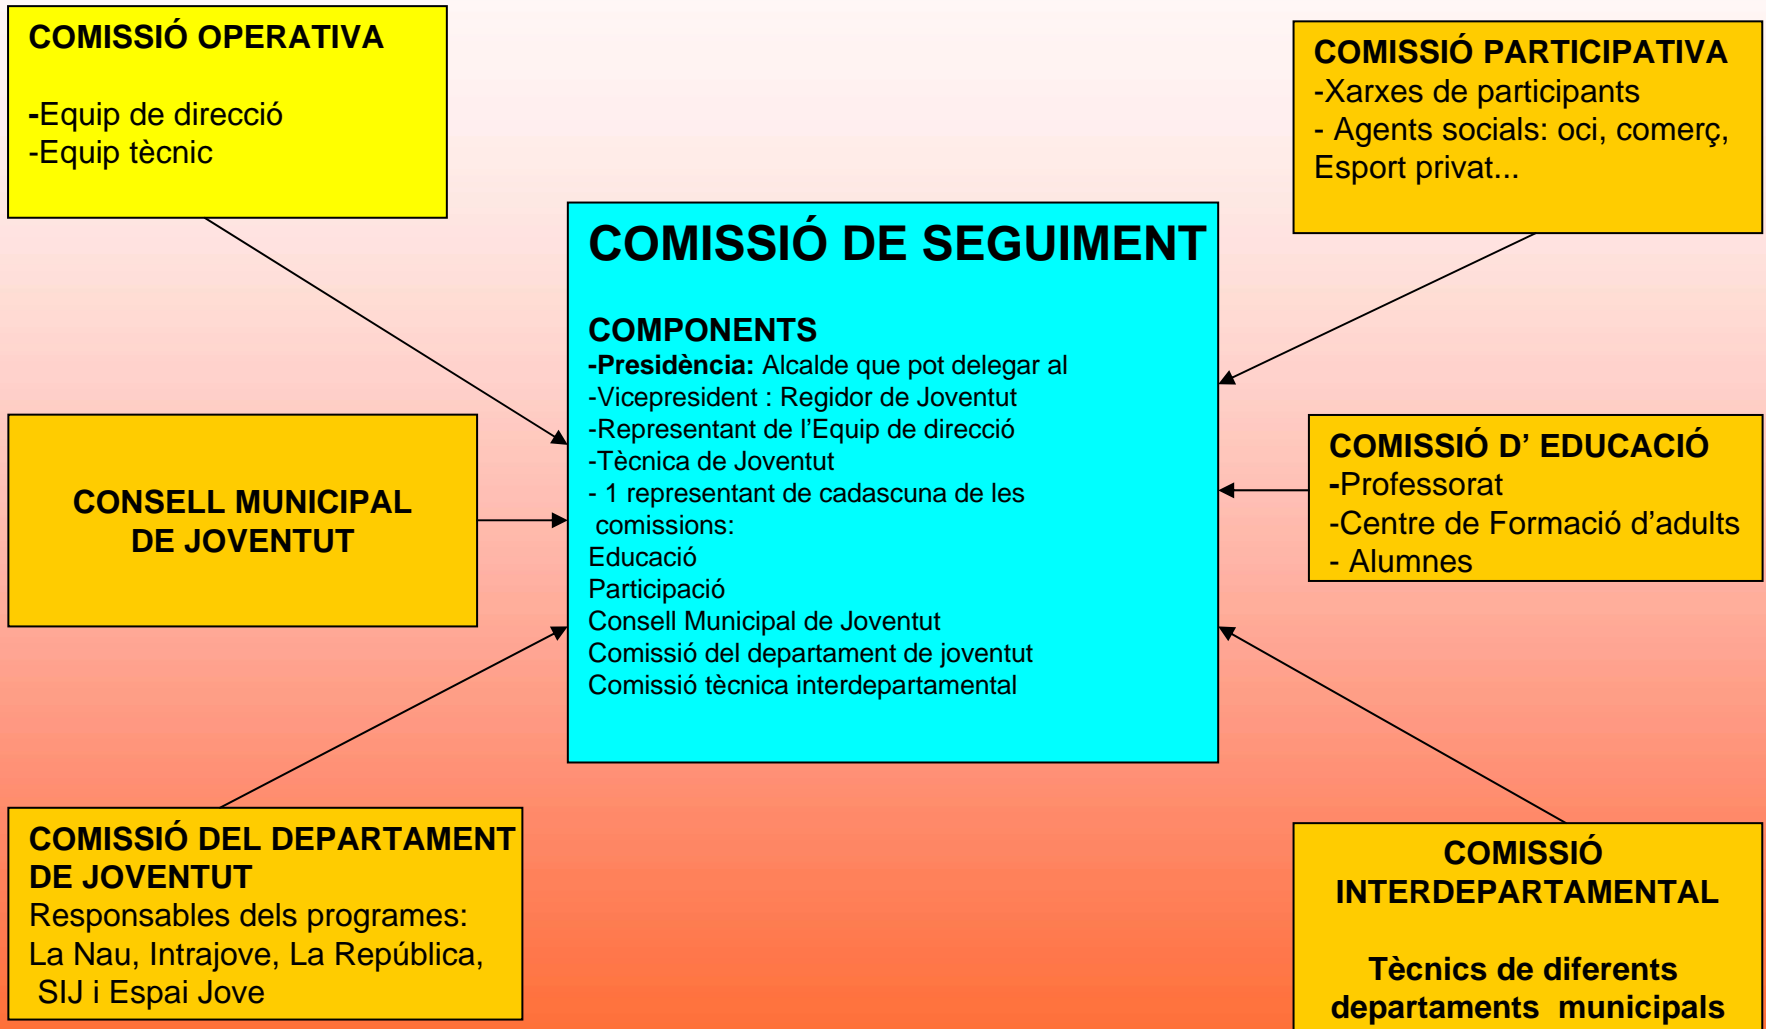 COMISSIÓ OPERATIVA
-Equip de direcció
-Equip tècnic
COMISSIÓ PARTICIPATIVA
-Xarxes de participants
- Agents socials: oci, comerç,
Esport privat...
COMISSIÓ DE SEGUIMENT
COMPONENTS
-Presidència: Alcalde que pot delegar al
-Vicepresident : Regidor de Joventut
-Representant de l'Equip de direcció
-Tècnica de Joventut
- 1 representant de cadascuna de les
comissions:
Educació
Participació
Consell Municipal de Joventut
Comissió del departament de joventut
Comissió tècnica interdepartamental
CONSELL MUNICIPAL
DE JOVENTUT
COMISSIÓ D' EDUCACIÓ
-Professorat
-Centre de Formació d'adults
- Alumnes
COMISSIÓ DEL DEPARTAMENT
DE JOVENTUT
Responsables dels programes:
La Nau, Intrajove, La República,
SIJ i Espai Jove
COMISSIÓ
INTERDEPARTAMENTAL
Tècnics de diferents
departaments municipals